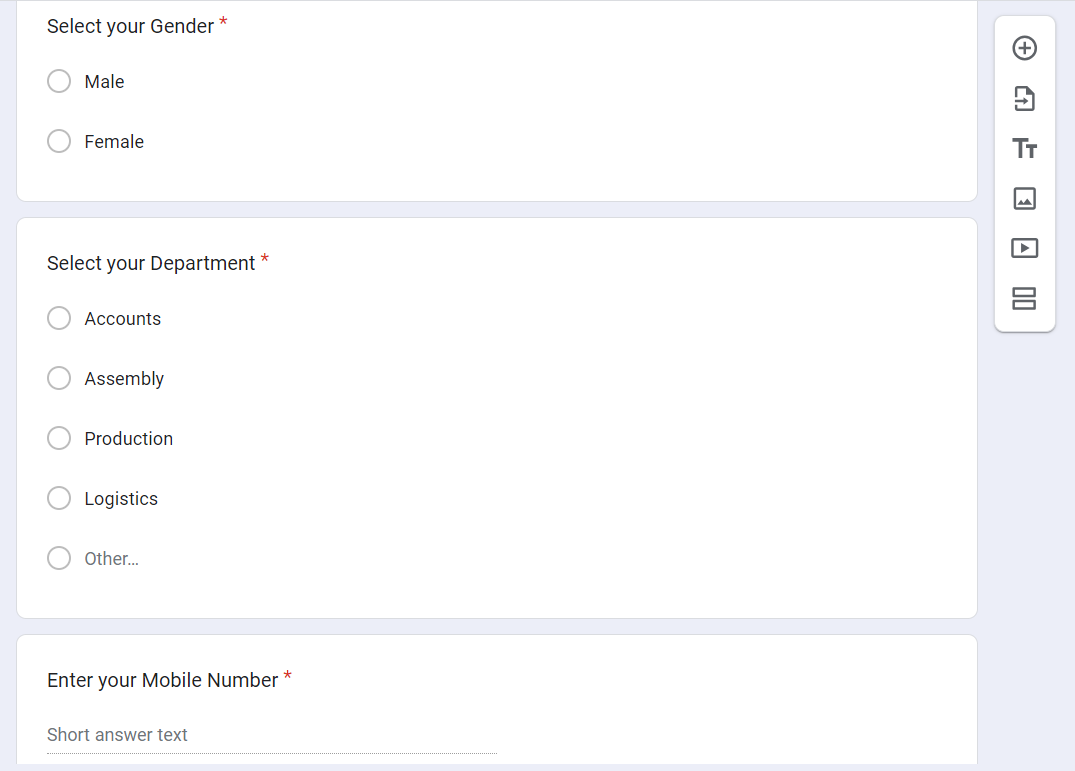 Select your Gender *
Male
Female
Select your Department *
Accounts
Assembly
Production
Logistics
Other...
Enter your Mobile Number *
Short answer text